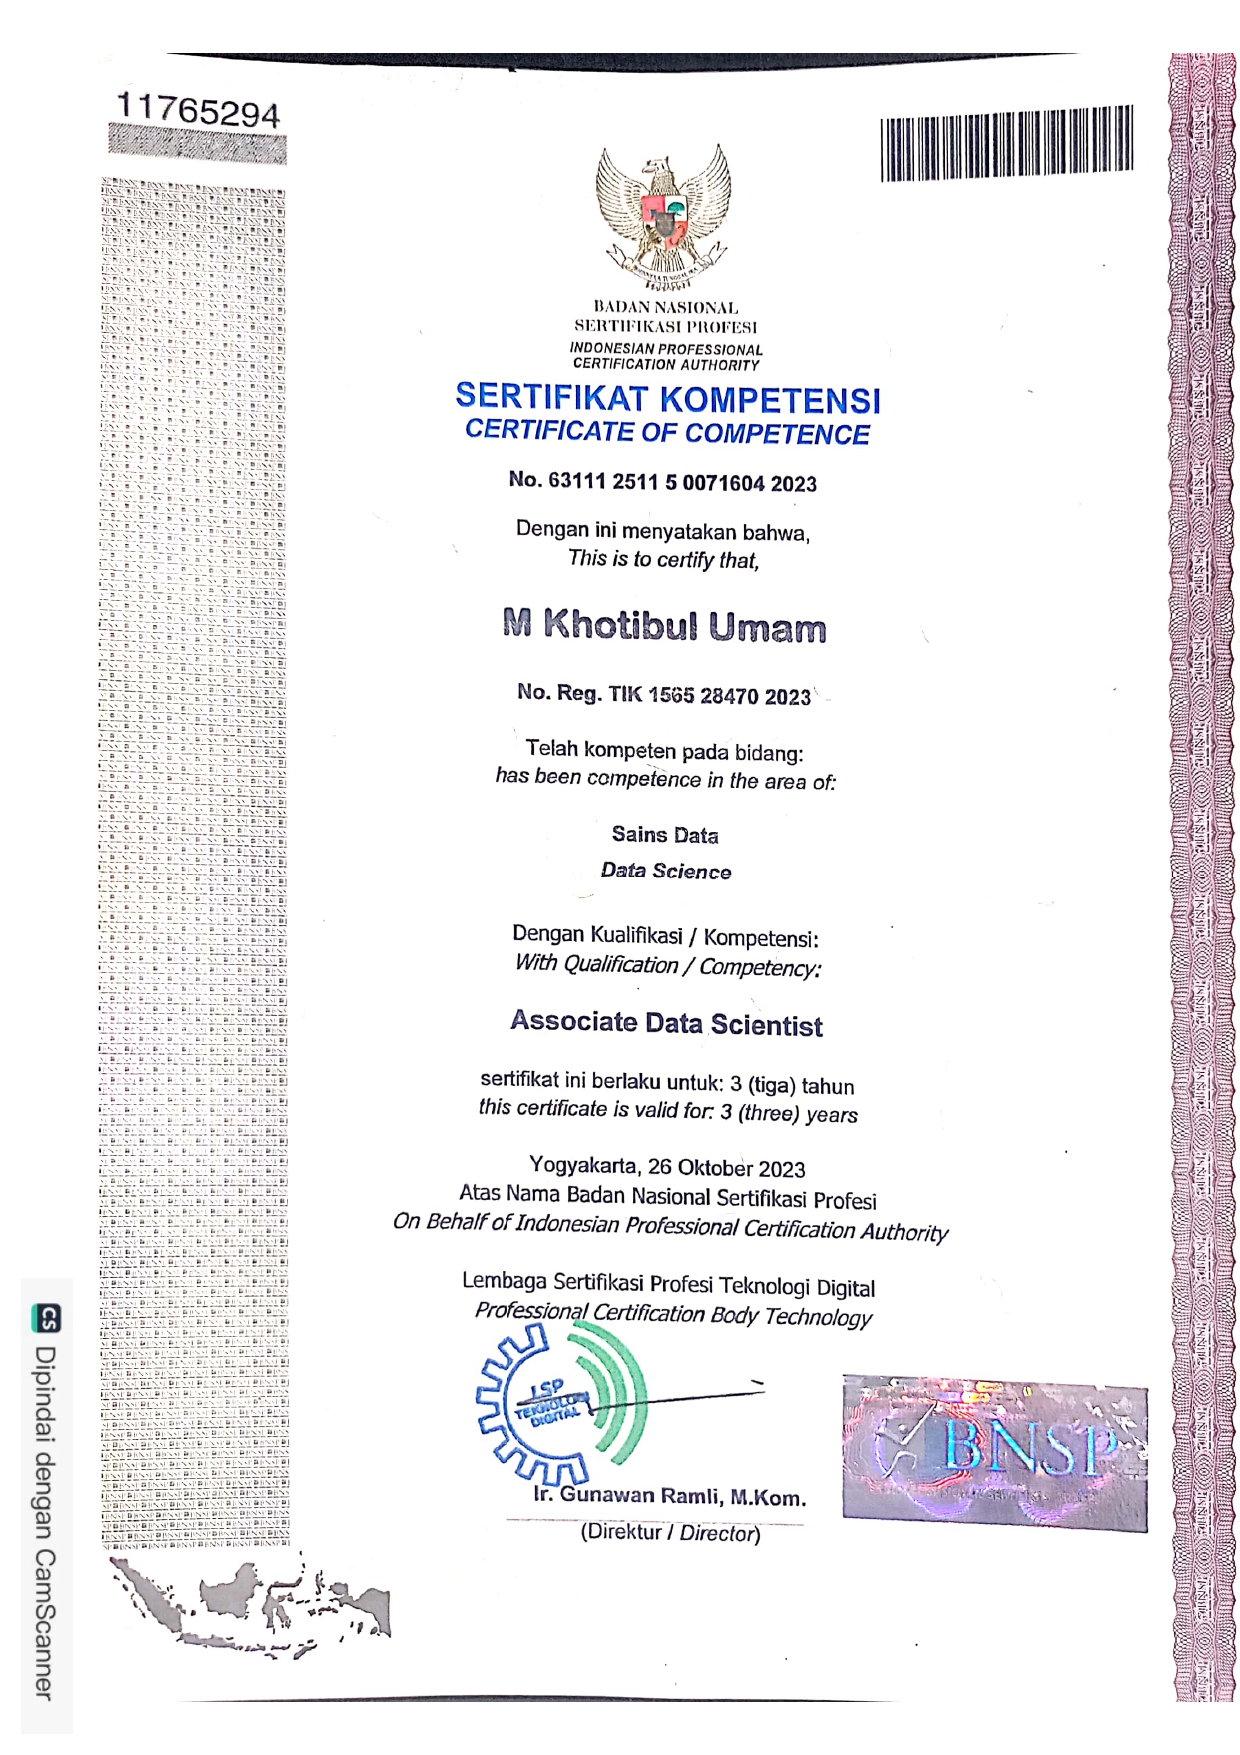 11765294
BADAN NASIONAL
SERTIFIKASI PROFESI
INDONESIAN PROFESSIONAL
CERTIFICATION AUTHORITY
SERTIFIKAT KOMPETENSI
CERTIFICATE OF COMPETENCE
No. 63111 2511 5 0071604 2023
Dengan ini menyatakan bahwa,
This is to certify that,
M Khotibul Umam
No. Reg. TIK 1565 28470 2023
Telah kompeten pada bidang:
has been competence in the area of:
Sains Data
Data Science
Dengan Kualifikasi / Kompetensi:
With Qualification / Competency:
Associate Data Scientist
sertifikat ini berlaku untuk: 3 (tiga) tahun
this certificate is valid for: 3 (three) years
Yogyakarta, 26 Oktober 2023
Atas Nama Badan Nasional Sertifikasi Profesi
On Behalf of Indonesian Professional Certification Authority
Lembaga Sertifikasi Profesi Teknologi Digital
Professional Certification Body Technology
LSP
TEKNOLOGI
DIGITAL
BNSP
Ir. Gunawan Ramli, M.Kom.
(Direktur / Director)
CS Dipindai dengan CamScanner